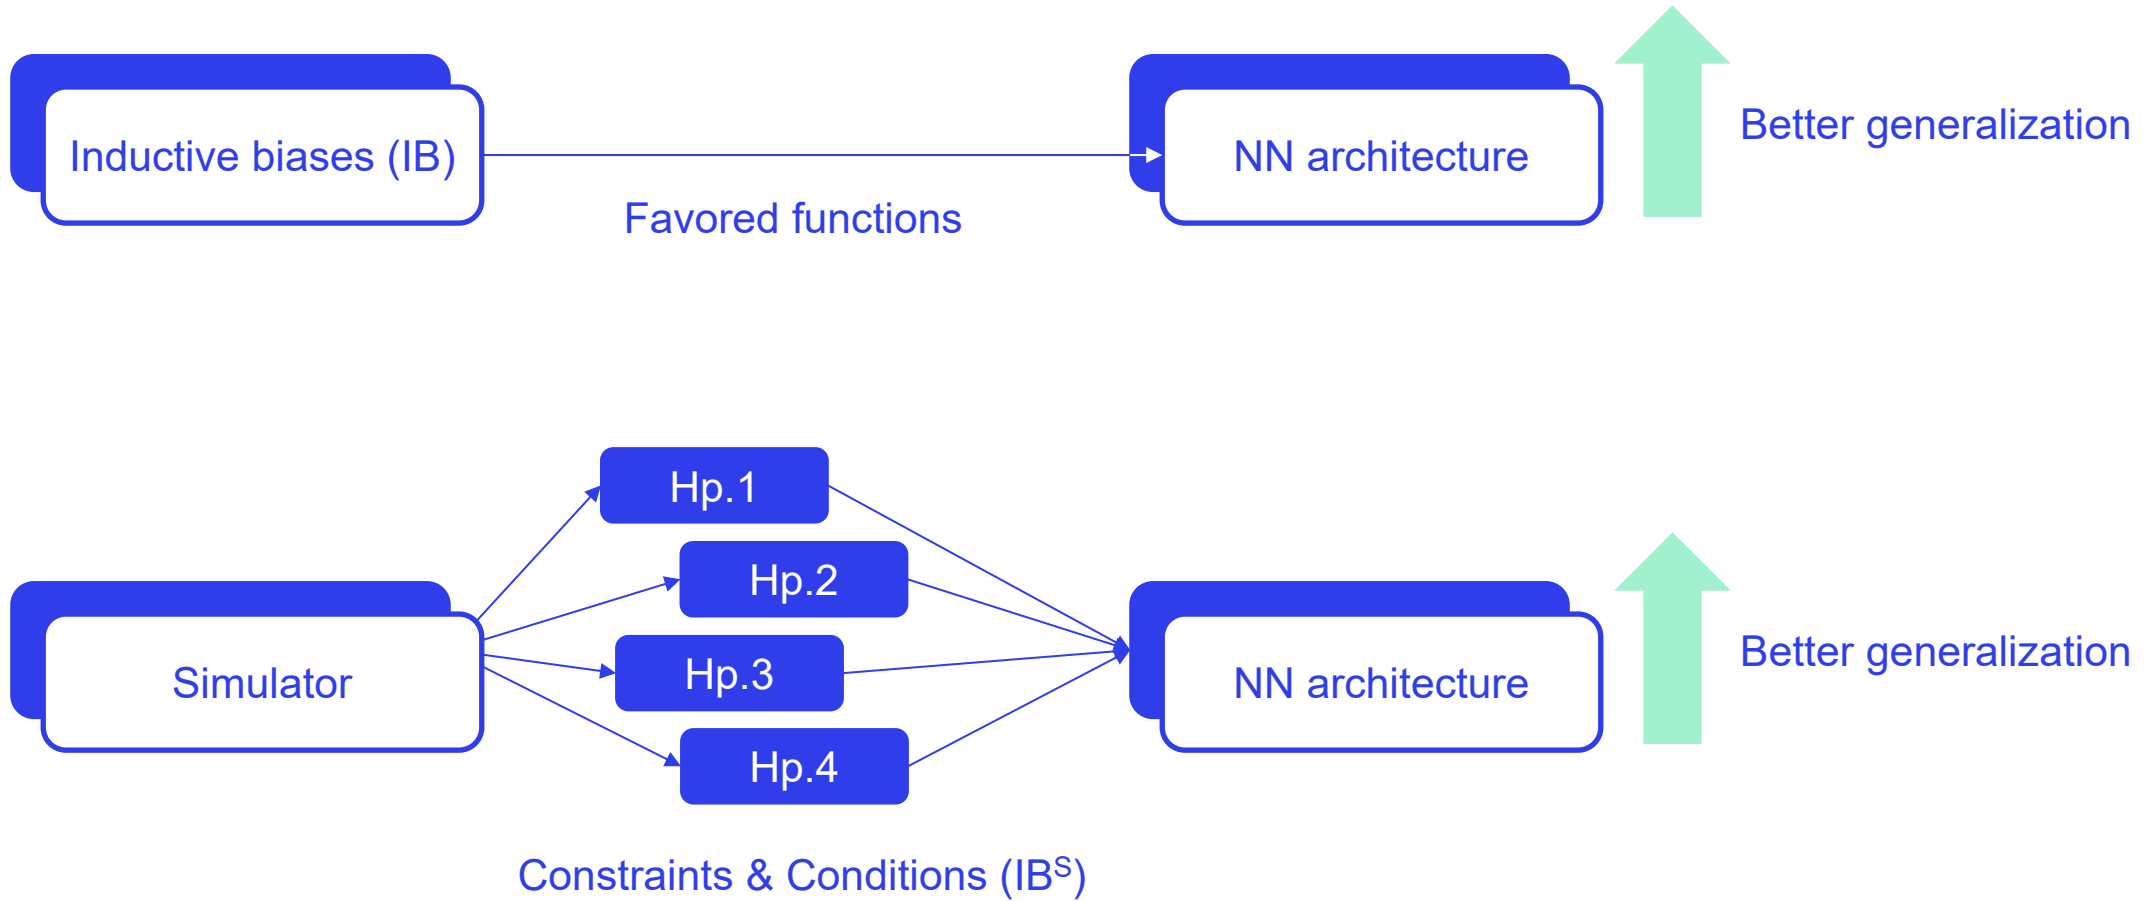 Inductive biases (IB)
Favored functions
NN architecture
Better generalization
Simulator
Hp.1
Hp.2
Hp.3
Hp.4
Constraints & Conditions (IBˢ)
NN architecture
Better generalization